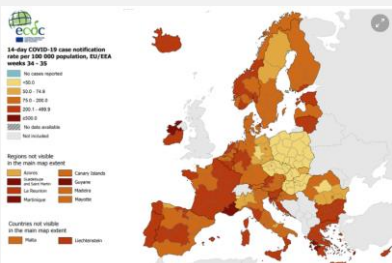 ecdc
14-day COVID-19 case notification
rate per 100 000 population, EU/EEA
weeks 34 - 35
No cases reported
<50.0
50.0 - 74.9
75.0 - 200.0
200.1 - 499.9
≥500.0
No data available
Not included
Regions not visible
in the main map extent
Azores
Canary Islands
Guadeloupe
and Saint Martin
Guyane
La Reunion
Madeira
Martinique
Mayotte
Countries not visible
in the main map extent
Malta
Liechtenstein